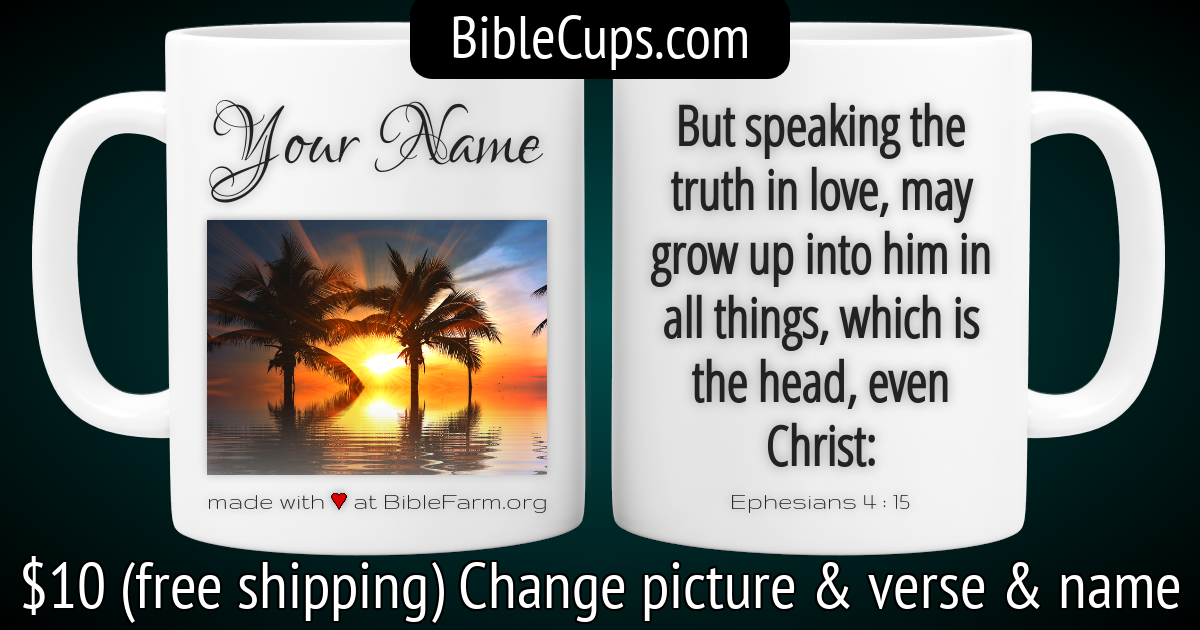 BibleCups.com
Your Name
made with ♥ at BibleFarm.org
But speaking the
truth in love, may
grow up into him in
all things, which is
the head, even
Christ:
Ephesians 4 : 15
$10 (free shipping) Change picture & verse & name